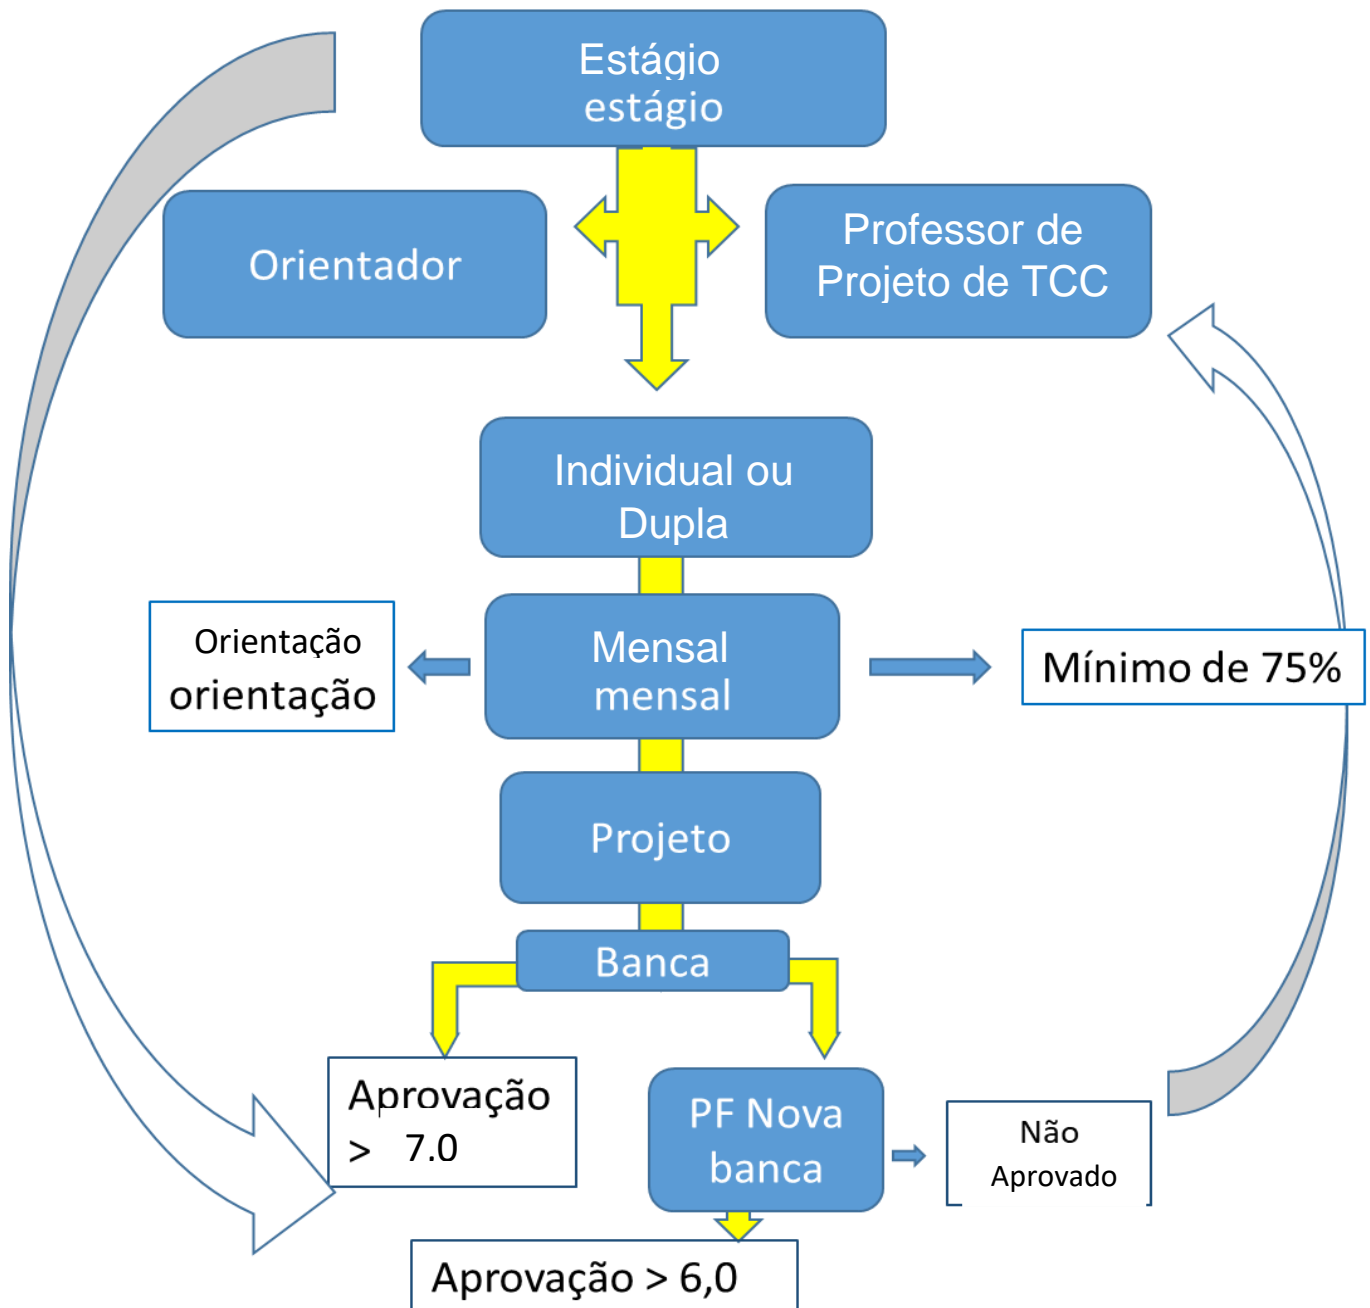 Estágio
estágio
Orientador
Professor de
Projeto de TCC
Individual ou
Dupla
Orientação
orientação
Mensal
mensal
Mínimo de 75%
Projeto
Banca
Aprovação
> 7.0
PF Nova
banca
Não
Aprovado
Aprovação > 6,0